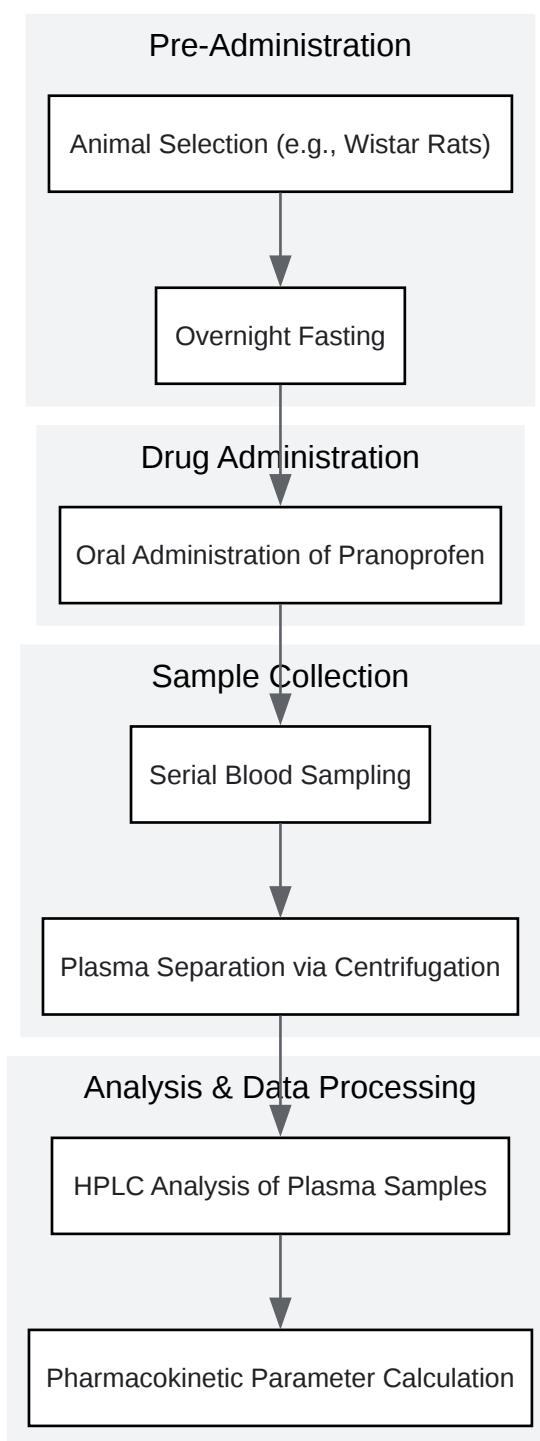 Pre-Administration
Animal Selection (e.g., Wistar Rats)
Overnight Fasting
Drug Administration
Oral Administration of Pranoprofen
Sample Collection
Serial Blood Sampling
Plasma Separation via Centrifugation
Analysis & Data Processing
HPLC Analysis of Plasma Samples
Pharmacokinetic Parameter Calculation